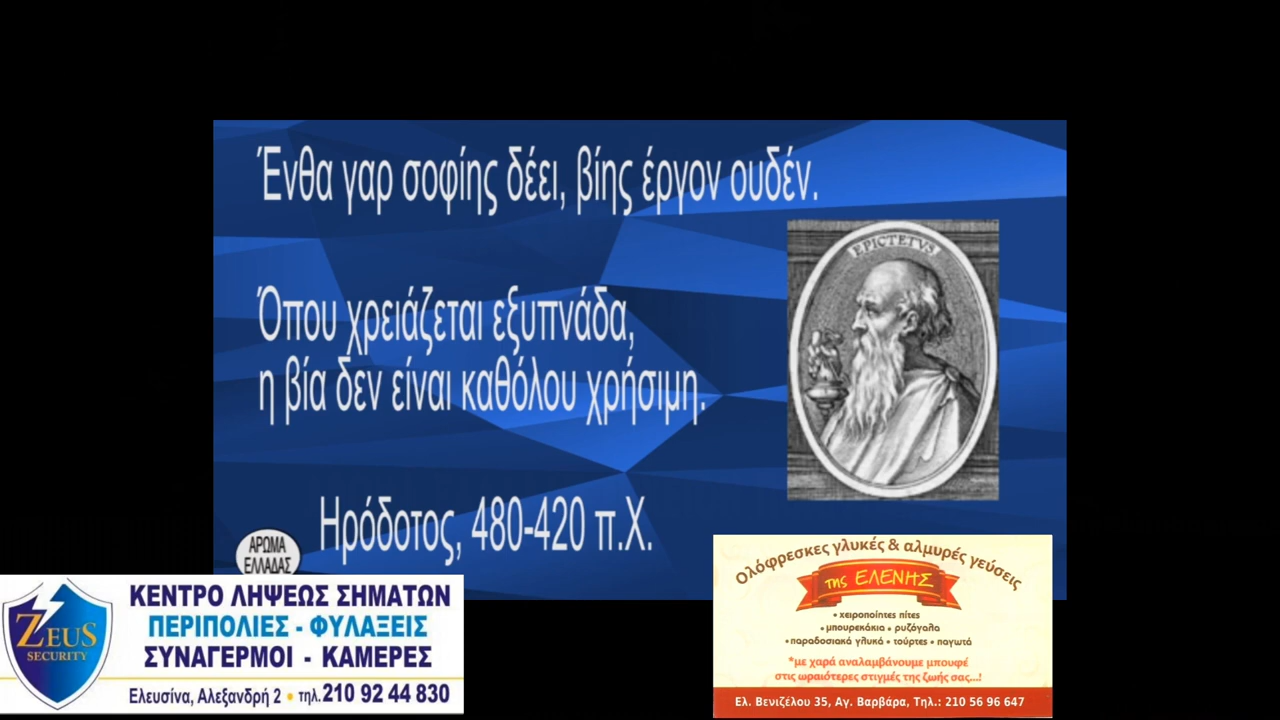 Ένθα γαρ σοφίης δέει, βίης έργον ουδέν.
EPICTETVS
Όπου χρειάζεται εξυπνάδα,
η βία δεν είναι καθόλου χρήσιμη.
Ηρόδοτος, 480-420 π.Χ.
ΑΡΩΜΑ
ΕΛΛΑΔΑΣ
ZEUS
SECURITY
ΚΕΝΤΡΟ ΛΗΨΕΩΣ ΣΗΜΑΤΩΝ
ΠΕΡΙΠΟΛΙΕΣ - ΦΥΛΑΞΕΙΣ
ΣΥΝΑΓΕΡΜΟΙ - ΚΑΜΕΡΕΣ
Ελευσίνα, Αλεξανδρή 2 • τηλ.210 92 44 830
Ολόφρεσκες γλυκές & αλμυρές γεύσεις
της ΕΛΕΝΗΣ
• χειροποίητες πίτες
• μπουρεκάκια • ρυζόγαλα
• παραδοσιακά γλυκά • τούρτες • παγωτά
*με χαρά αναλαμβάνουμε μπουφέ
στις ωραιότερες στιγμές της ζωής σας...!
Ελ. Βενιζέλου 35, Αγ. Βαρβάρα, Τηλ.: 210 56 96 647